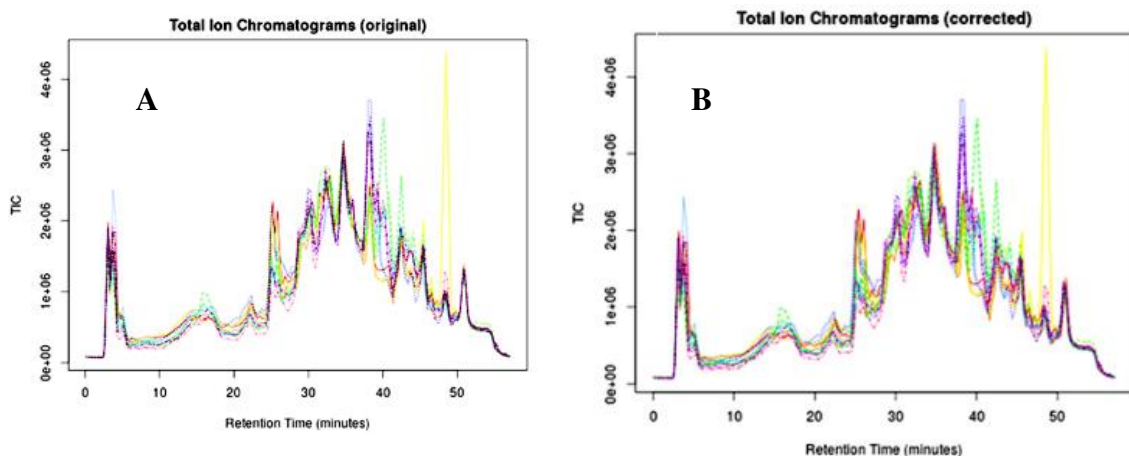 Total Ion Chromatograms (original)
A
TIC
4e+06
3e+06
2e+06
1e+06
0e+00
0 10 20 30 40 50
Retention Time (minutes)
Total Ion Chromatograms (corrected)
B
TIC
4e+06
3e+06
2e+06
1e+06
0e+00
0 10 20 30 40 50
Retention Time (minutes)